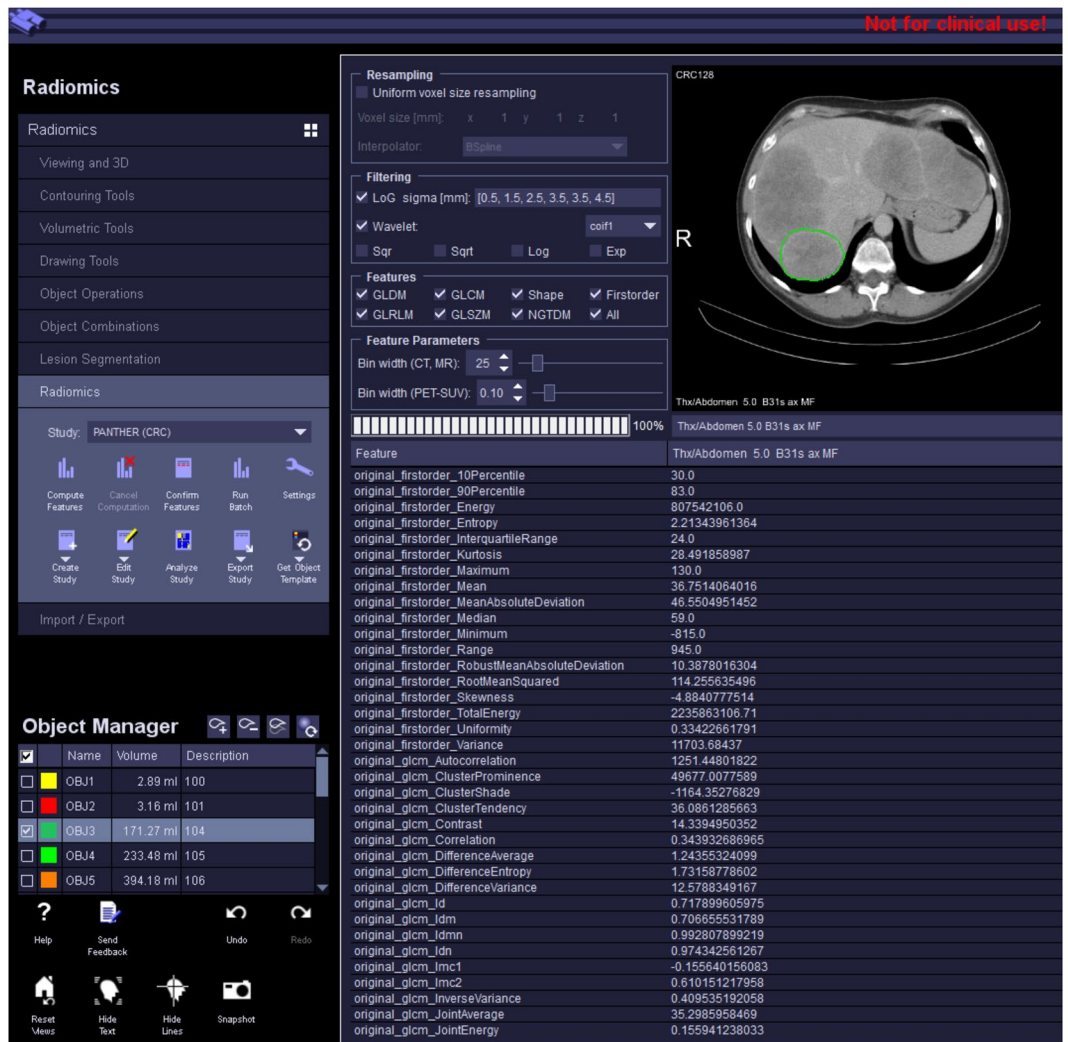 Not for clinical use!
Radiomics
Radiomics
Viewing and 3D
Contouring Tools
Volumetric Tools
Drawing Tools
Object Operations
Object Combinations
Lesion Segmentation
Radiomics
Study: PANTHER (CRC)
Compute Features
Cancel Computation
Confirm Features
Run Batch
Settings
Create Study
Edit Study
Analyze Study
Export Study
Get Object Template
Import / Export
Object Manager
Name Volume Description
OBJ1 2.89 ml 100
OBJ2 3.16 ml 101
OBJ3 171.27 ml 104
OBJ4 233.48 ml 105
OBJ5 394.18 ml 106
Help
Send Feedback
Undo
Redo
Reset Views
Hide Text
Hide Lines
Snapshot
Resampling
Uniform voxel size resampling
Voxel size [mm]: x 1 y 1 z 1
Interpolator: BSpline
Filtering
LoG sigma [mm]: [0.5, 1.5, 2.5, 3.5, 3.5, 4.5]
Wavelet: coif1
Sqr Sqrt Log Exp
Features
GLDM GLCM Shape Firstorder
GLRLM GLSZM NGTDM All
Feature Parameters
Bin width (CT, MR): 25
Bin width (PET-SUV): 0.10
100%
CRC128
R
Thx/Abdomen 5.0 B31s ax MF
Thx/Abdomen 5.0 B31s ax MF
Feature Thx/Abdomen 5.0 B31s ax MF
original_firstorder_10Percentile 30.0
original_firstorder_90Percentile 83.0
original_firstorder_Energy 807542106.0
original_firstorder_Entropy 2.21343961364
original_firstorder_InterquartileRange 24.0
original_firstorder_Kurtosis 28.491858987
original_firstorder_Maximum 130.0
original_firstorder_Mean 36.7514064016
original_firstorder_MeanAbsoluteDeviation 46.5504951452
original_firstorder_Median 59.0
original_firstorder_Minimum -815.0
original_firstorder_Range 945.0
original_firstorder_RobustMeanAbsoluteDeviation 10.3878016304
original_firstorder_RootMeanSquared 114.255635496
original_firstorder_Skewness -4.8840777514
original_firstorder_TotalEnergy 2235863106.71
original_firstorder_Uniformity 0.33422661791
original_firstorder_Variance 11703.68437
original_glcm_Autocorrelation 1251.44801822
original_glcm_ClusterProminence 49677.0077589
original_glcm_ClusterShade -1164.35276829
original_glcm_ClusterTendency 36.0861285663
original_glcm_Contrast 14.3394950352
original_glcm_Correlation 0.343932686965
original_glcm_DifferenceAverage 1.24355324099
original_glcm_DifferenceEntropy 1.73158778602
original_glcm_DifferenceVariance 12.5788349167
original_glcm_Id 0.717899605975
original_glcm_Idm 0.706655531789
original_glcm_Idmn 0.992807899219
original_glcm_Idn 0.974342561267
original_glcm_Imc1 -0.155640156083
original_glcm_Imc2 0.610151217958
original_glcm_InverseVariance 0.409535192058
original_glcm_JointAverage 35.2985958469
original_glcm_JointEnergy 0.155941238033